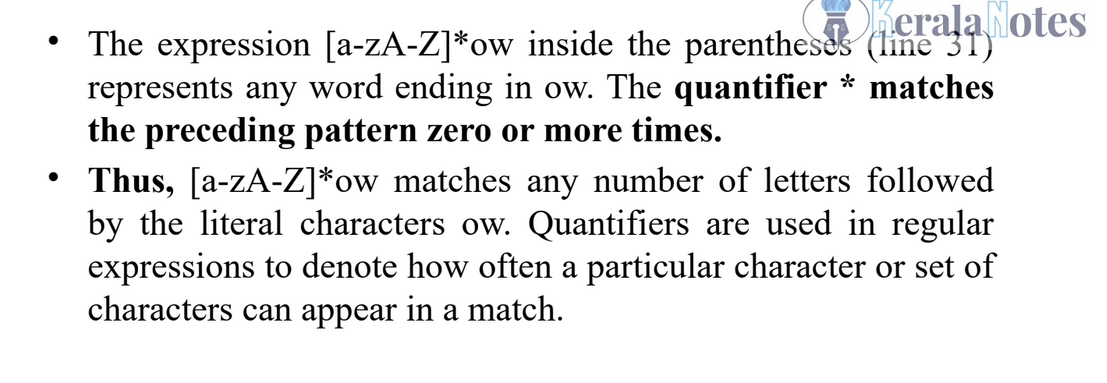 KeralaNotes
• The expression [a-zA-Z]*ow inside the parentheses (line 31)
represents any word ending in ow. The quantifier * matches
the preceding pattern zero or more times.
• Thus, [a-zA-Z]*ow matches any number of letters followed
by the literal characters ow. Quantifiers are used in regular
expressions to denote how often a particular character or set of
characters can appear in a match.